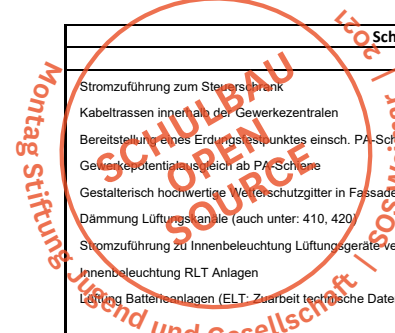 Sch
Stromzuführung zum Steuerschrank
Kabeltrassen innerhalb der Gewerkezentralen
Bereitstellung eines Erdungsfestpunktes einsch. PA-Sch
Gewerkepotentialausgleich ab PA-Schiene
Gestalterisch hochwertige Wetterschutzgitter in Fassade
Dämmung Lüftungskanäle (auch unter: 410, 420)
Stromzuführung zu Innenbeleuchtung Lüftungsgeräte ve
Innenbeleuchtung RLT Anlagen
Lüftung Batterieanlagen (ELT: Zuarbeit technische Date
SCHULBAU
OPEN
SOURCE
Montag Stiftung Jugend und Gesellschaft |
2021